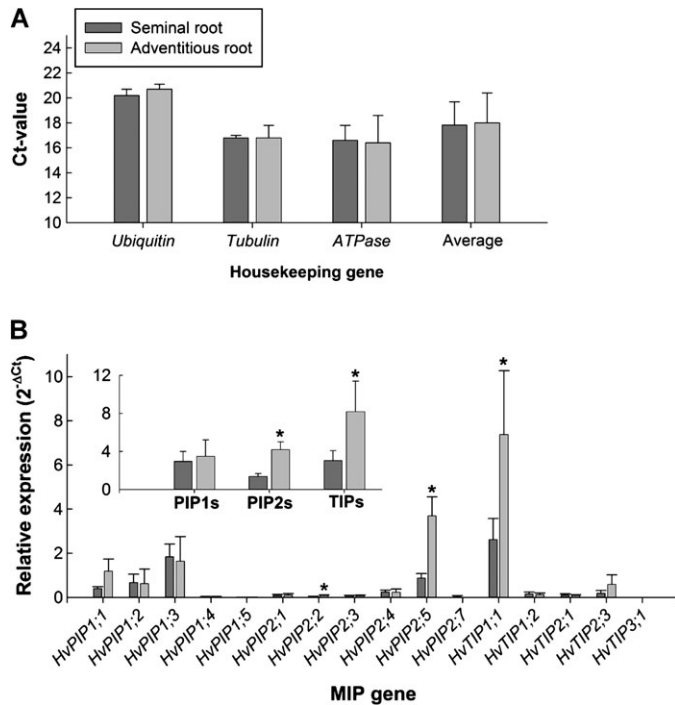 A
Seminal root
Adventitious root
Ct-value
24
22
20
18
16
14
12
10
Ubiquitin Tubulin ATPase Average
Housekeeping gene
B
Relative expression (2^-ΔCt)
10
8
6
4
2
0
12
8
4
0
* *
PIP1s PIP2s TIPs
* * *
HvPIP1;1 HvPIP1;2 HvPIP1;3 HvPIP1;4 HvPIP1;5 HvPIP2;1 HvPIP2;2 HvPIP2;3 HvPIP2;4 HvPIP2;5 HvPIP2;7 HvTIP1;1 HvTIP1;2 HvTIP2;1 HvTIP2;3 HvTIP3;1
MIP gene